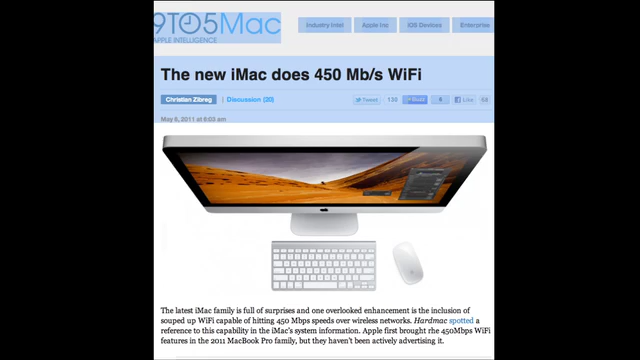 9TO5Mac
APPLE INTELLIGENCE
Industry Intel Apple Inc iOS Devices Enterprise
The new iMac does 450 Mb/s WiFi
Christian Zibreg | Discussion (20) Tweet 130 Buzz 6 Like 68
May 6, 2011 at 9:03 am
The latest iMac family is full of surprises and one overlooked enhancement is the inclusion of
souped up WiFi capable of hitting 450 Mbps speeds over wireless networks. Hardmac spotted a
reference to this capability in the iMac's system information. Apple first brought rhe 450Mbps WiFi
features in the 2011 MacBook Pro family, but they haven't been actively advertising it.